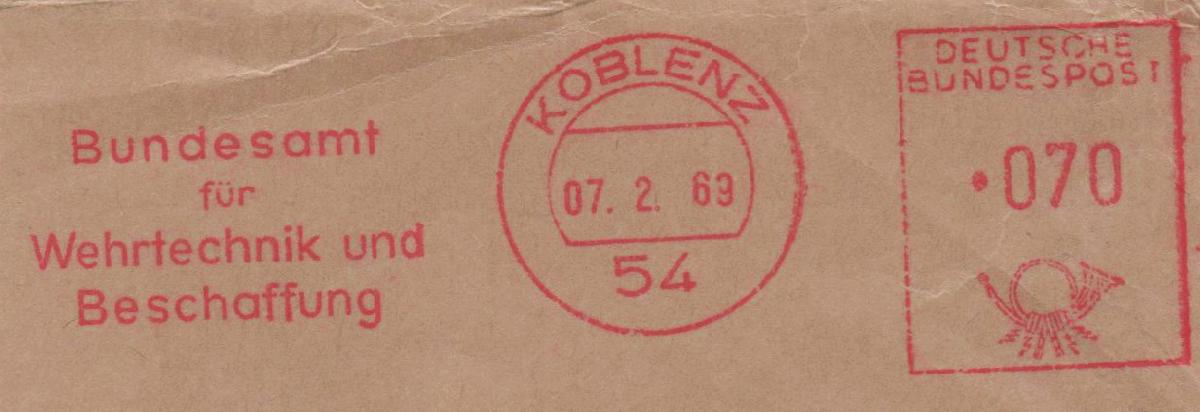 Bundesamt
für
Wehrtechnik und
Beschaffung
KOBLENZ
07. 2. 69
54
DEUTSCHE
BUNDESPOST
·070